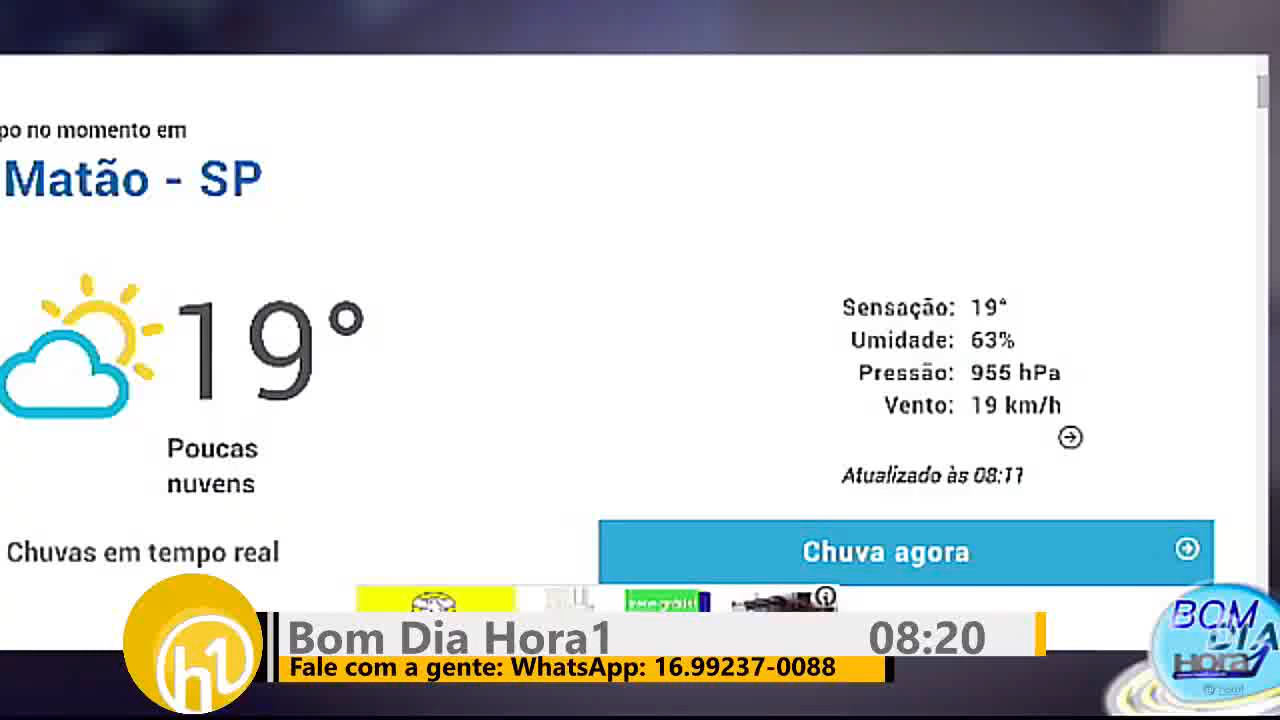 po no momento em
Matão - SP
19°
Poucas
nuvens
Sensação: 19°
Umidade: 63%
Pressão: 955 hPa
Vento: 19 km/h
Atualizado às 08:11
Chuvas em tempo real
Chuva agora
h1
Bom Dia Hora1
08:20
Fale com a gente: WhatsApp: 16.99237-0088
BOM
DIA
Hora1